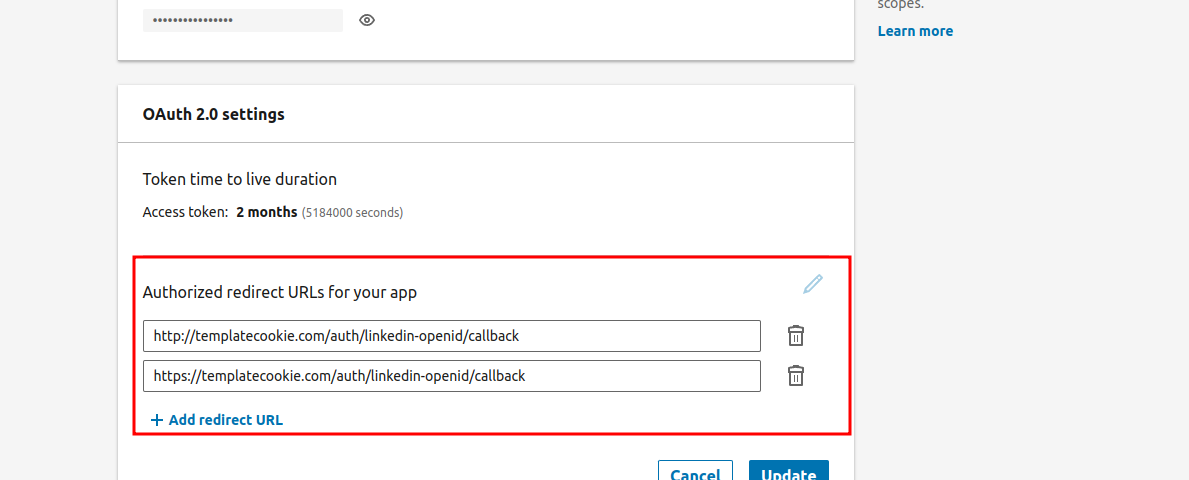 scopes.
••••••••••••••••
Learn more
OAuth 2.0 settings
Token time to live duration
Access token: 2 months (5184000 seconds)
Authorized redirect URLs for your app
http://templatecookie.com/auth/linkedin-openid/callback
https://templatecookie.com/auth/linkedin-openid/callback
+ Add redirect URL
Cancel Update